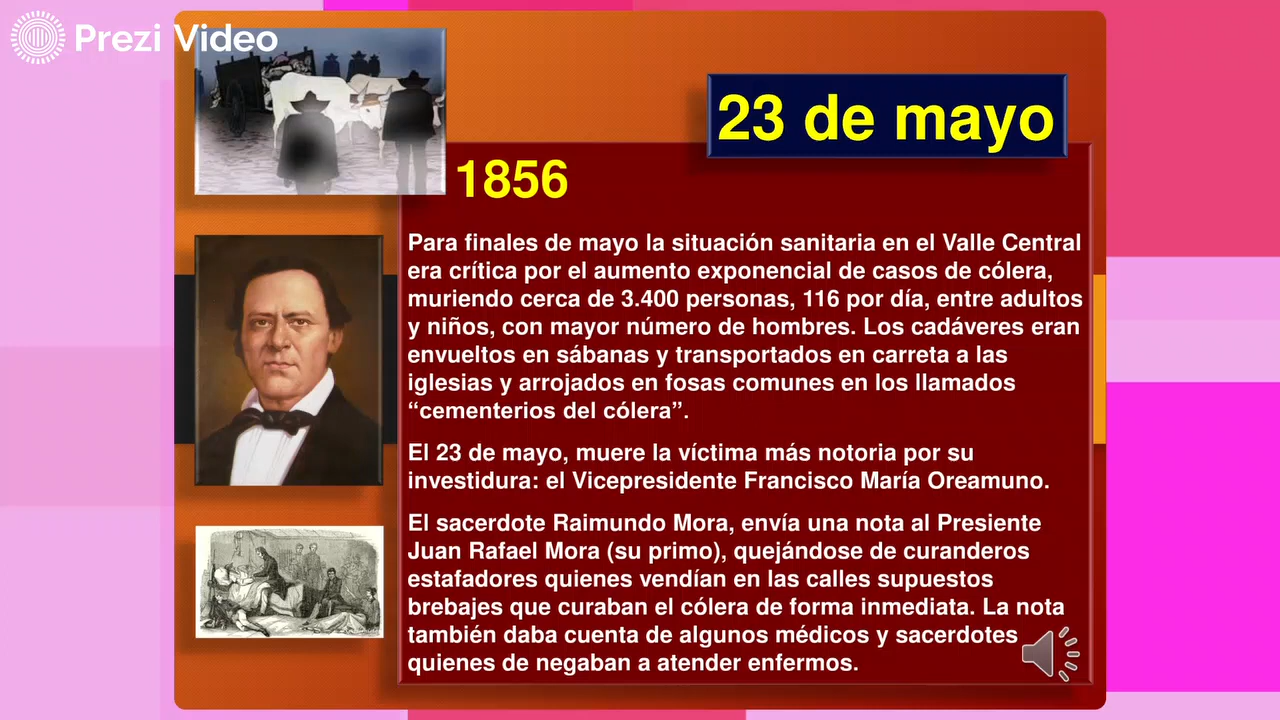 Prezi Video
23 de mayo
1856
Para finales de mayo la situación sanitaria en el Valle Central
era crítica por el aumento exponencial de casos de cólera,
muriendo cerca de 3.400 personas, 116 por día, entre adultos
y niños, con mayor número de hombres. Los cadáveres eran
envueltos en sábanas y transportados en carreta a las
iglesias y arrojados en fosas comunes en los llamados
“cementerios del cólera”.
El 23 de mayo, muere la víctima más notoria por su
investidura: el Vicepresidente Francisco María Oreamuno.
El sacerdote Raimundo Mora, envía una nota al Presiente
Juan Rafael Mora (su primo), quejándose de curanderos
estafadores quienes vendían en las calles supuestos
brebajes que curaban el cólera de forma inmediata. La nota
también daba cuenta de algunos médicos y sacerdotes
quienes de negaban a atender enfermos.